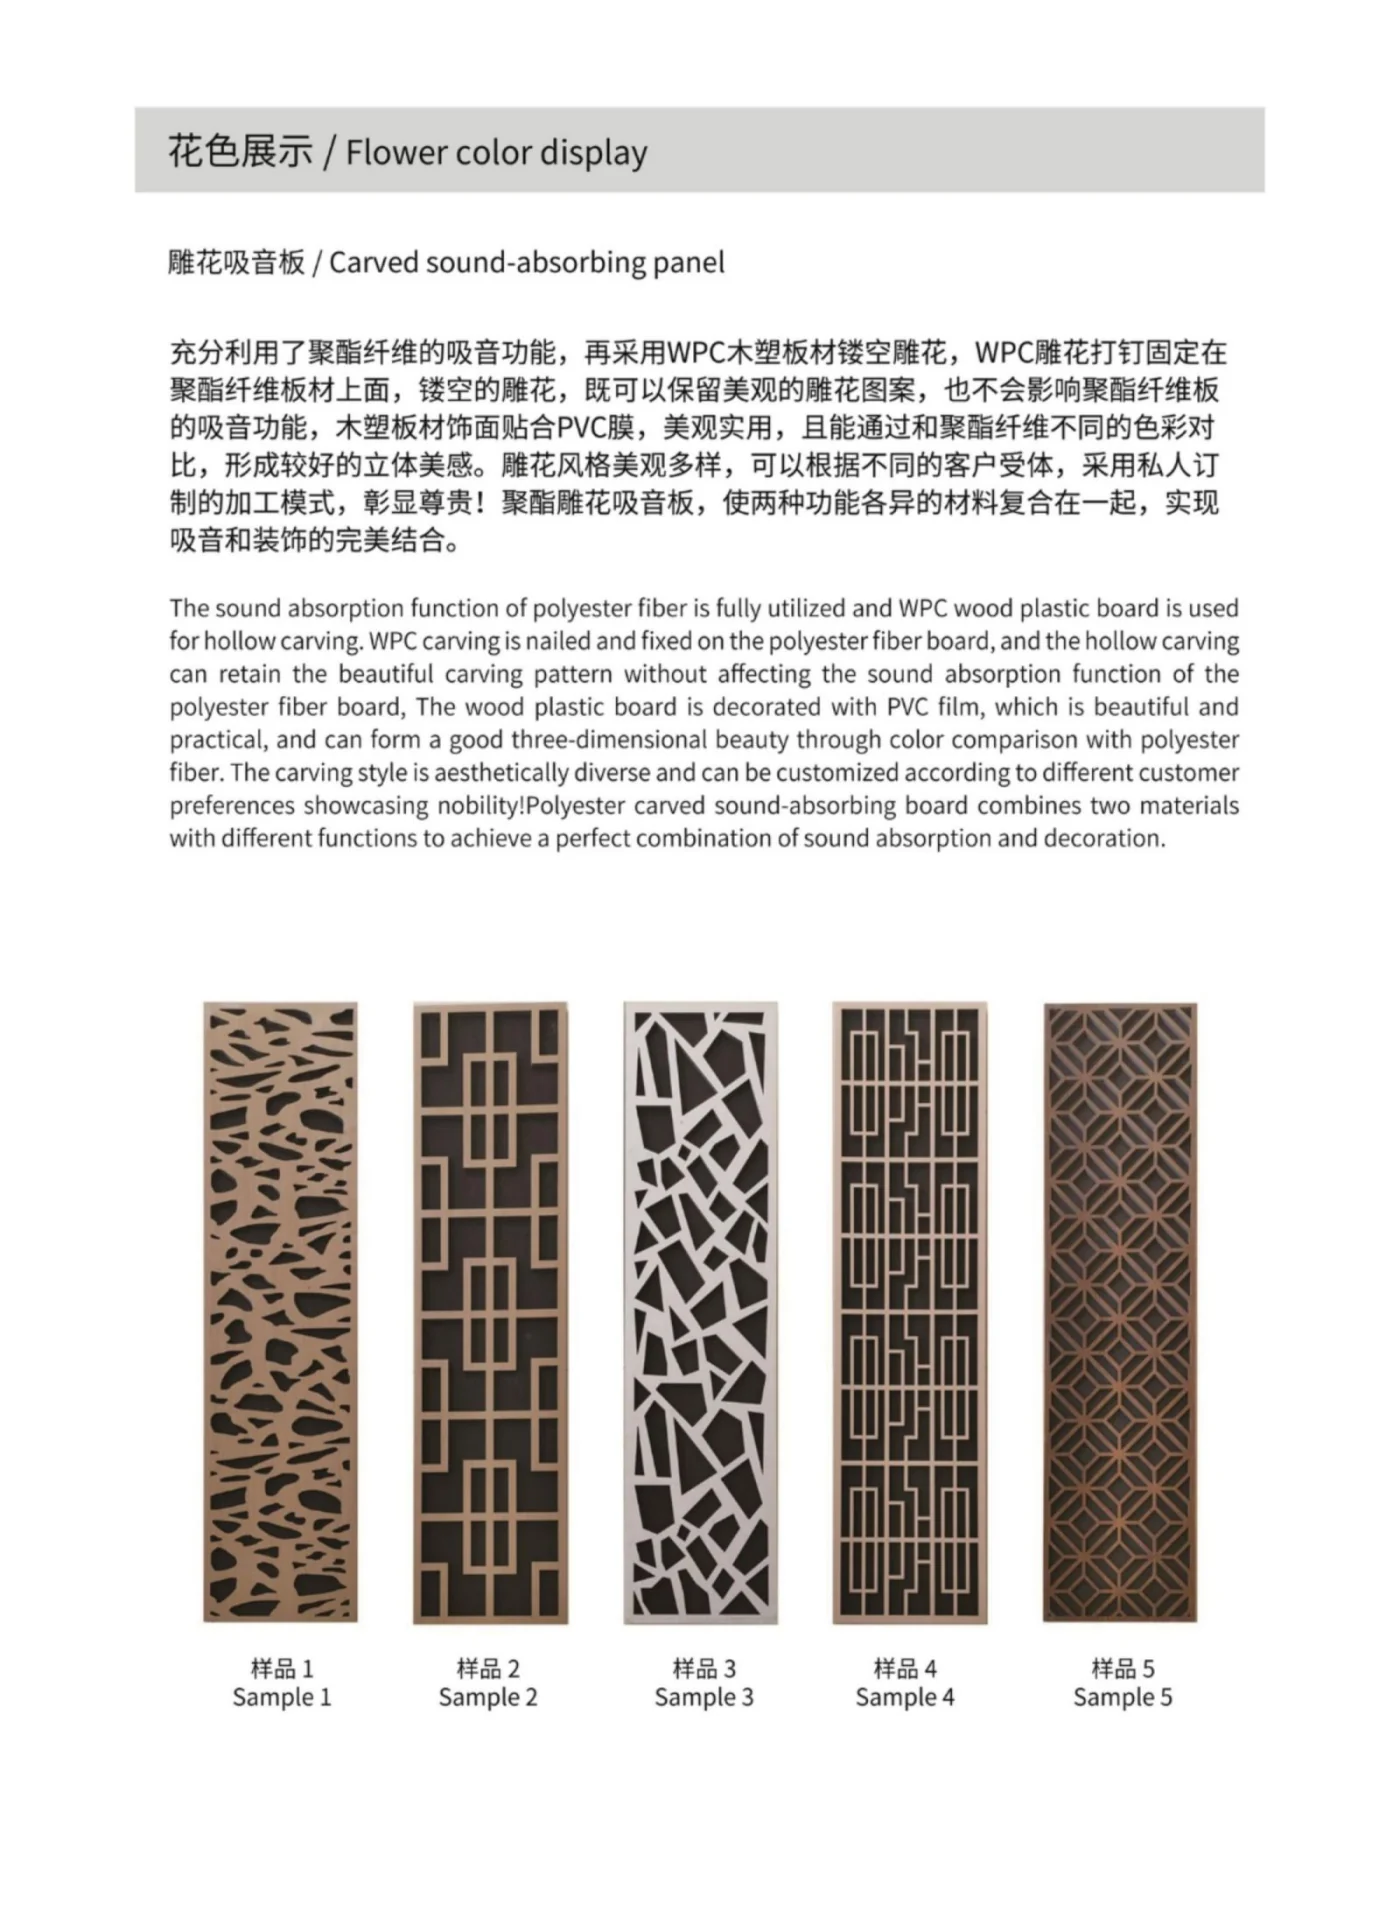 花色展示 / Flower color display
雕花吸音板 / Carved sound-absorbing panel
充分利用了聚酯纤维的吸音功能，再采用WPC木塑板材镂空雕花，WPC雕花打钉固定在
聚酯纤维板材上面，镂空的雕花，既可以保留美观的雕花图案，也不会影响聚酯纤维板
的吸音功能，木塑板材饰面贴合PVC膜，美观实用，且能通过和聚酯纤维不同的色彩对
比，形成较好的立体美感。雕花风格美观多样，可以根据不同的客户受体，采用私人订
制的加工模式，彰显尊贵！聚酯雕花吸音板，使两种功能各异的材料复合在一起，实现
吸音和装饰的完美结合。
The sound absorption function of polyester fiber is fully utilized and WPC wood plastic board is used
for hollow carving. WPC carving is nailed and fixed on the polyester fiber board, and the hollow carving
can retain the beautiful carving pattern without affecting the sound absorption function of the
polyester fiber board, The wood plastic board is decorated with PVC film, which is beautiful and
practical, and can form a good three-dimensional beauty through color comparison with polyester
fiber. The carving style is aesthetically diverse and can be customized according to different customer
preferences showcasing nobility!Polyester carved sound-absorbing board combines two materials
with different functions to achieve a perfect combination of sound absorption and decoration.
样品 1
Sample 1
样品 2
Sample 2
样品 3
Sample 3
样品 4
Sample 4
样品 5
Sample 5